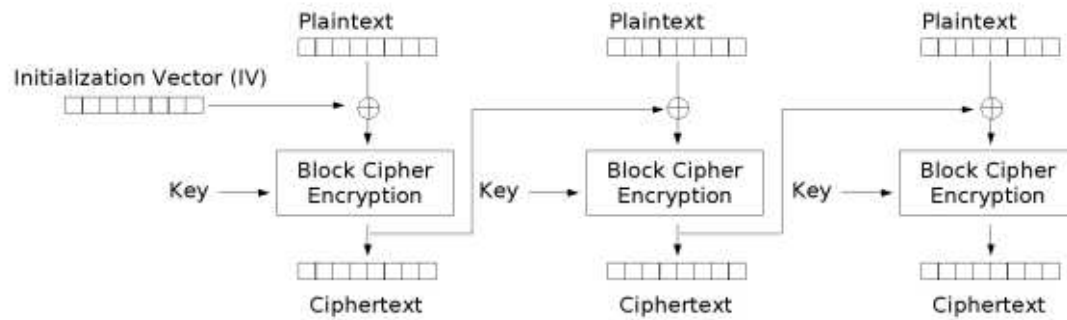 Plaintext
Plaintext
Plaintext
Initialization Vector (IV)
Key
Block Cipher
Encryption
Key
Block Cipher
Encryption
Key
Block Cipher
Encryption
Ciphertext
Ciphertext
Ciphertext